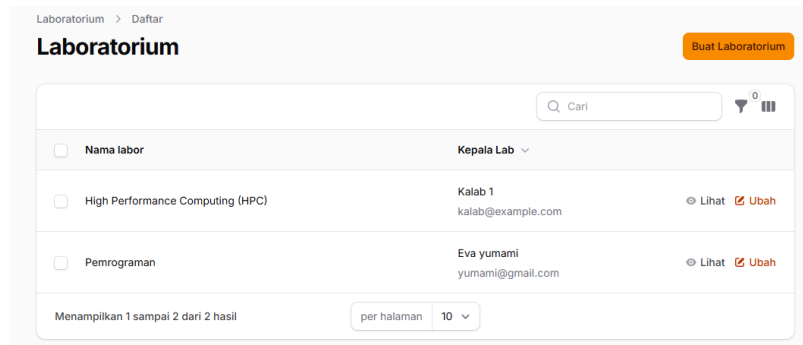 Laboratorium > Daftar
Laboratorium
Buat Laboratorium
Cari
0
Nama labor
Kepala Lab
High Performance Computing (HPC)
Kalab 1
kalab@example.com
Lihat
Ubah
Pemrograman
Eva yumami
yumami@gmail.com
Lihat
Ubah
Menampilkan 1 sampai 2 dari 2 hasil
per halaman
10